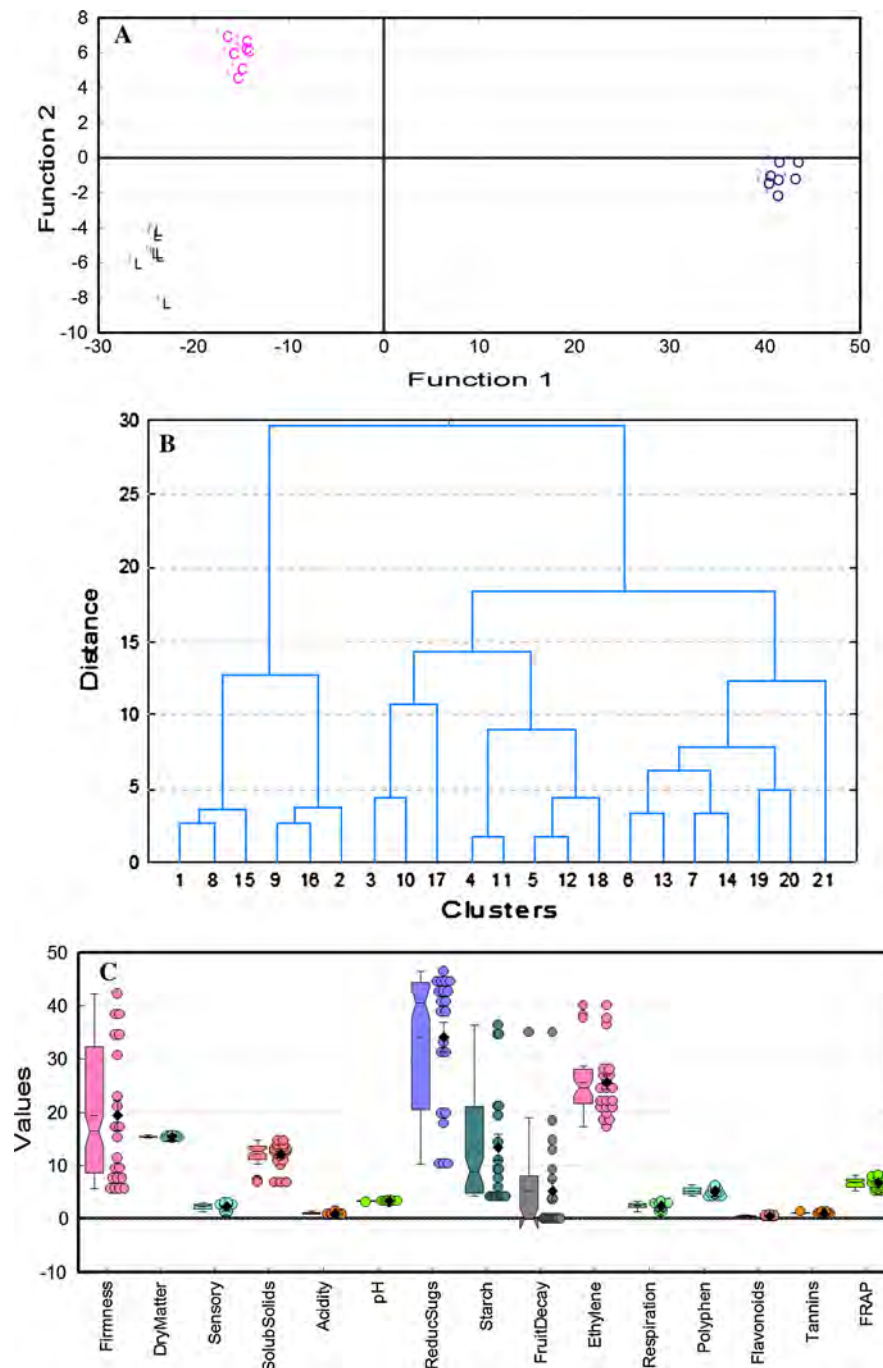 A
8
6
4
2
0
-2
-4
-6
-8
-10
Function 2
C C
C C
C
C
C
O O
O
O O O
O
L
L
L L L
L
L
-30 -20 -10 0 10 20 30 40 50
Function 1
B
30
25
20
15
10
5
0
Distance
1 8 15 9 16 2 3 10 17 4 11 5 12 18 6 13 7 14 19 20 21
Clusters
C
50
40
30
20
10
0
-10
Values
Firmness
DryMatter
Sensory
SolubSolids
Acidity
pH
ReducSugs
Starch
FruitDecay
Ethylene
Respiration
Polyphen
Flavonoids
Tannins
FRAP